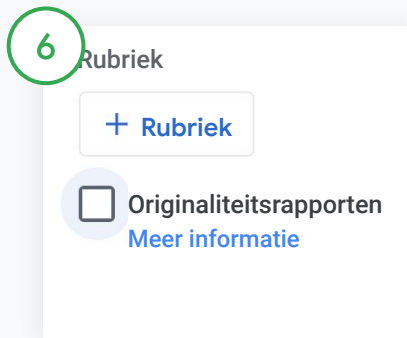 6
Rubriek
+ Rubriek
Originaliteitsrapporten
Meer informatie